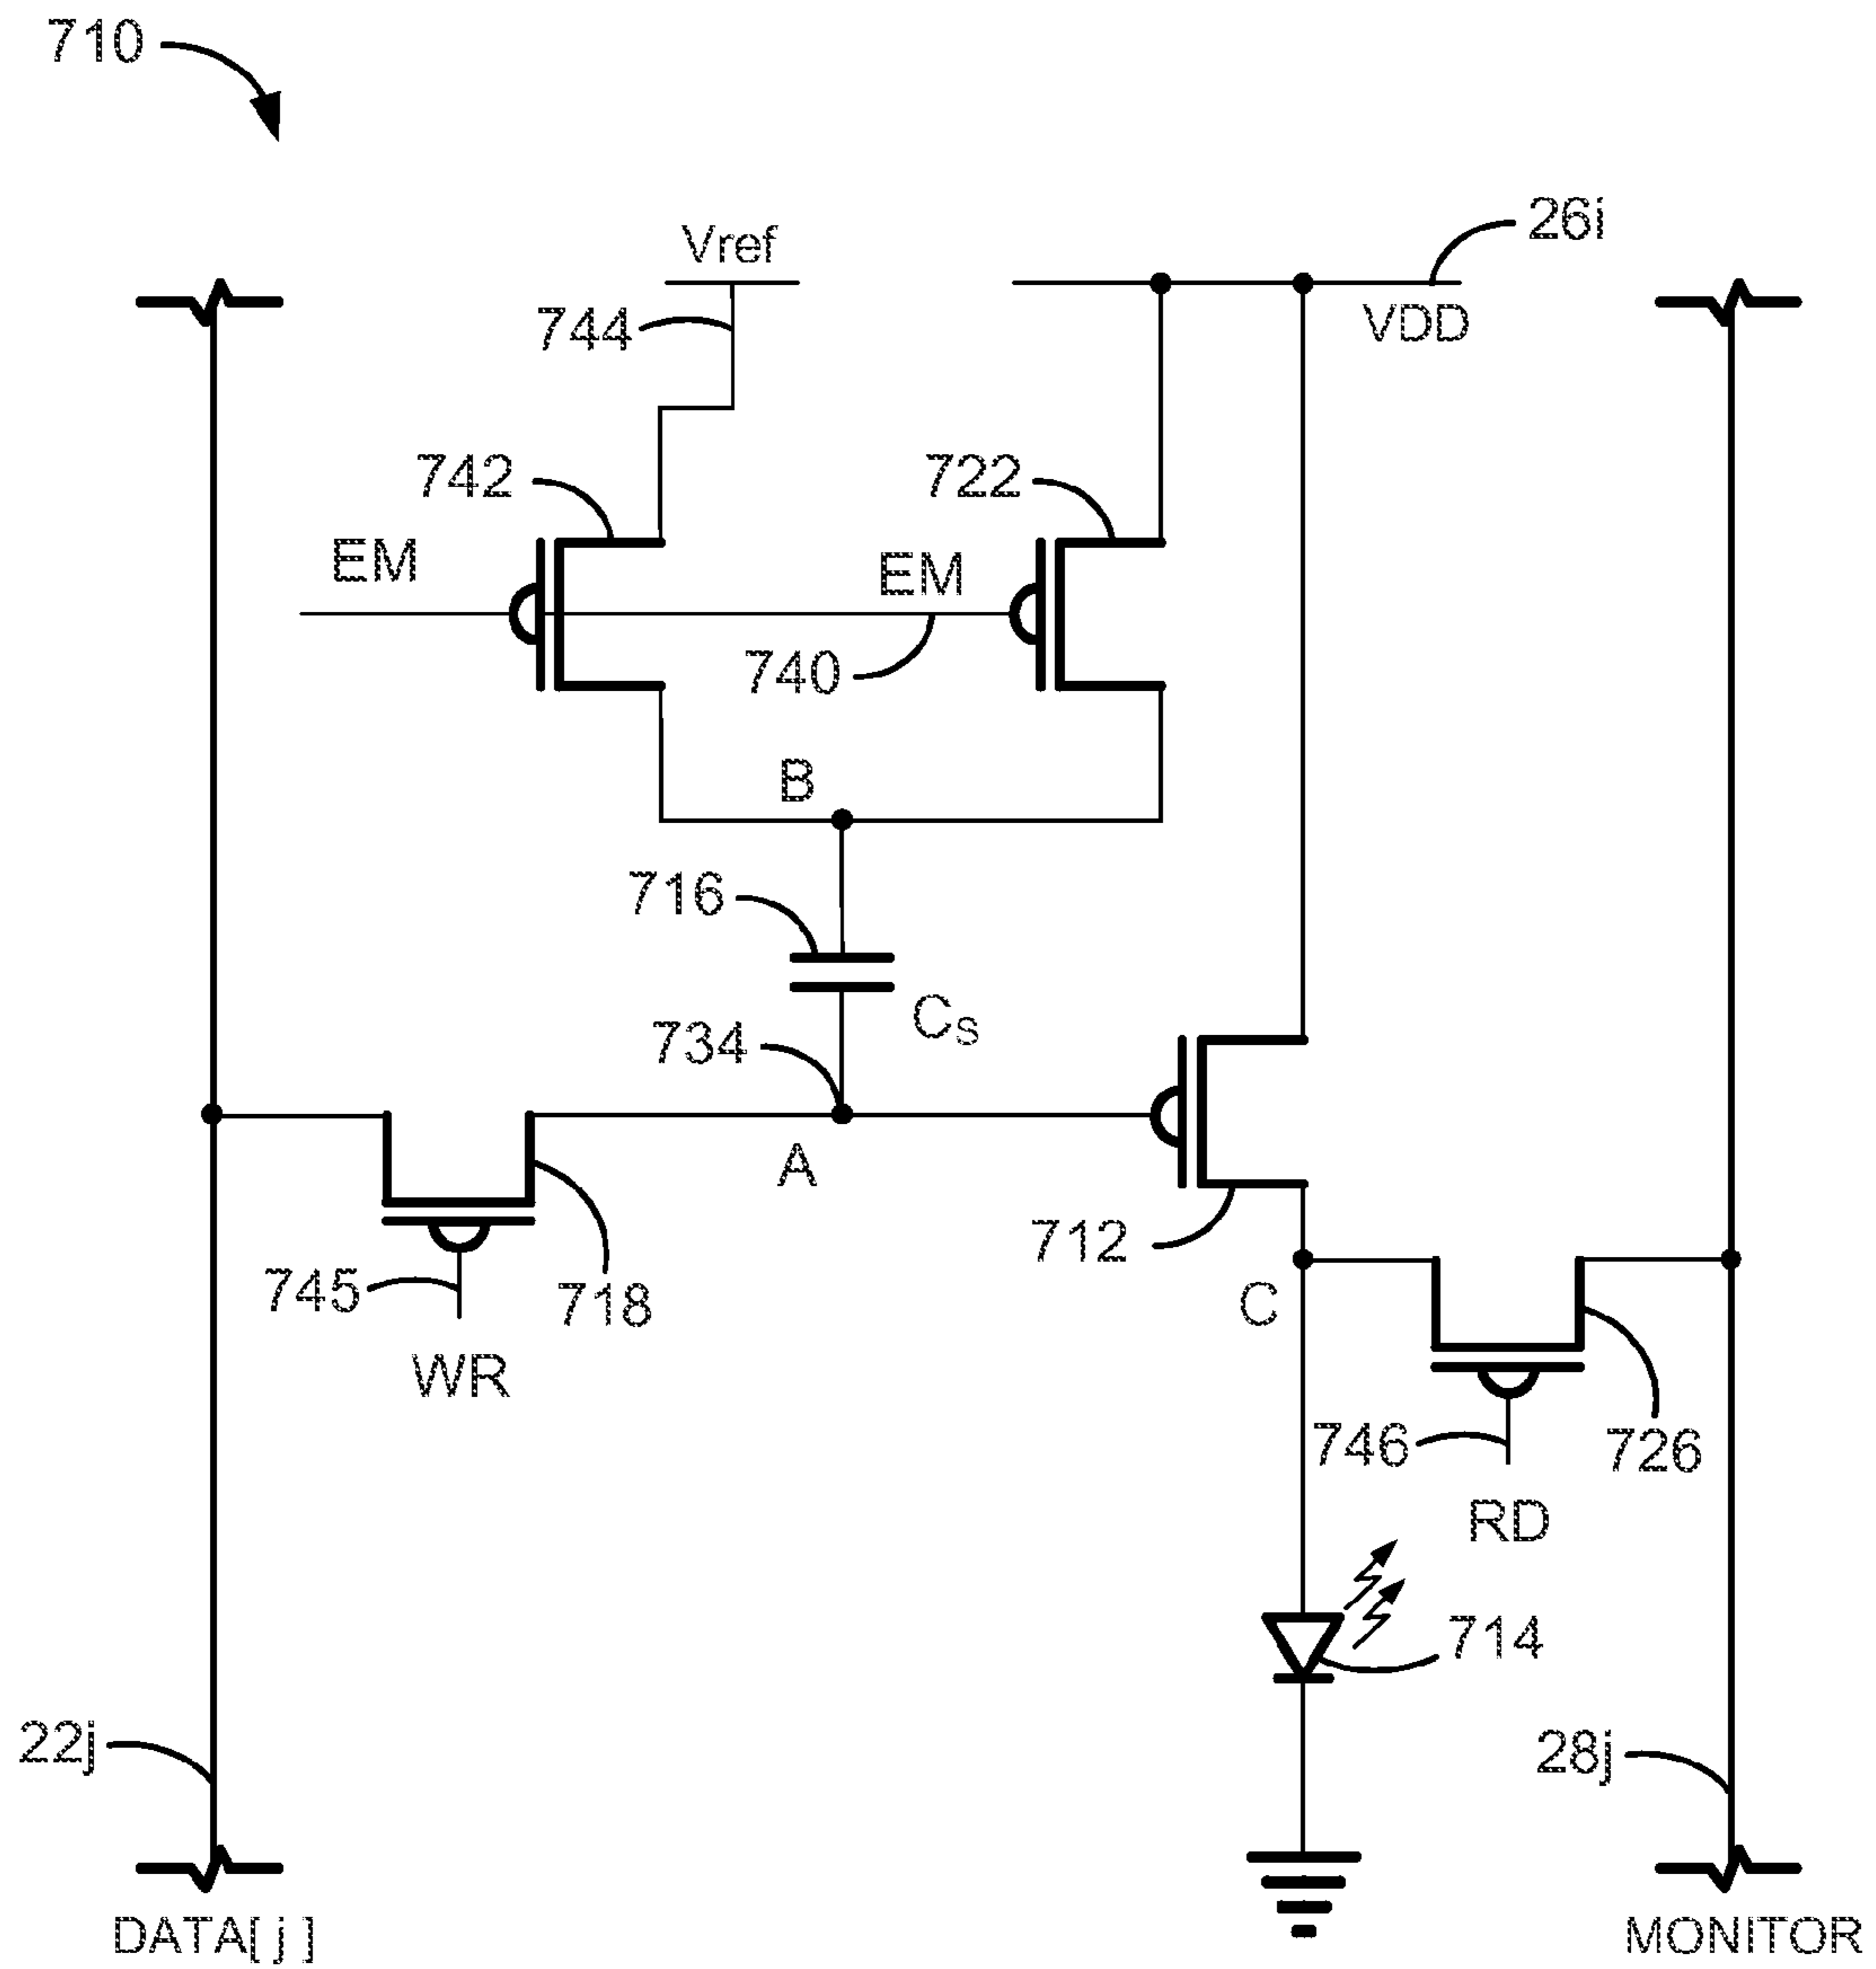 710
26i
Vref
744
VDD
742
722
EM
EM
740
B
716
Cs
734
A
712
745
718
C
WR
746
726
RD
714
22j
28j
DATA[ j ]
MONITOR